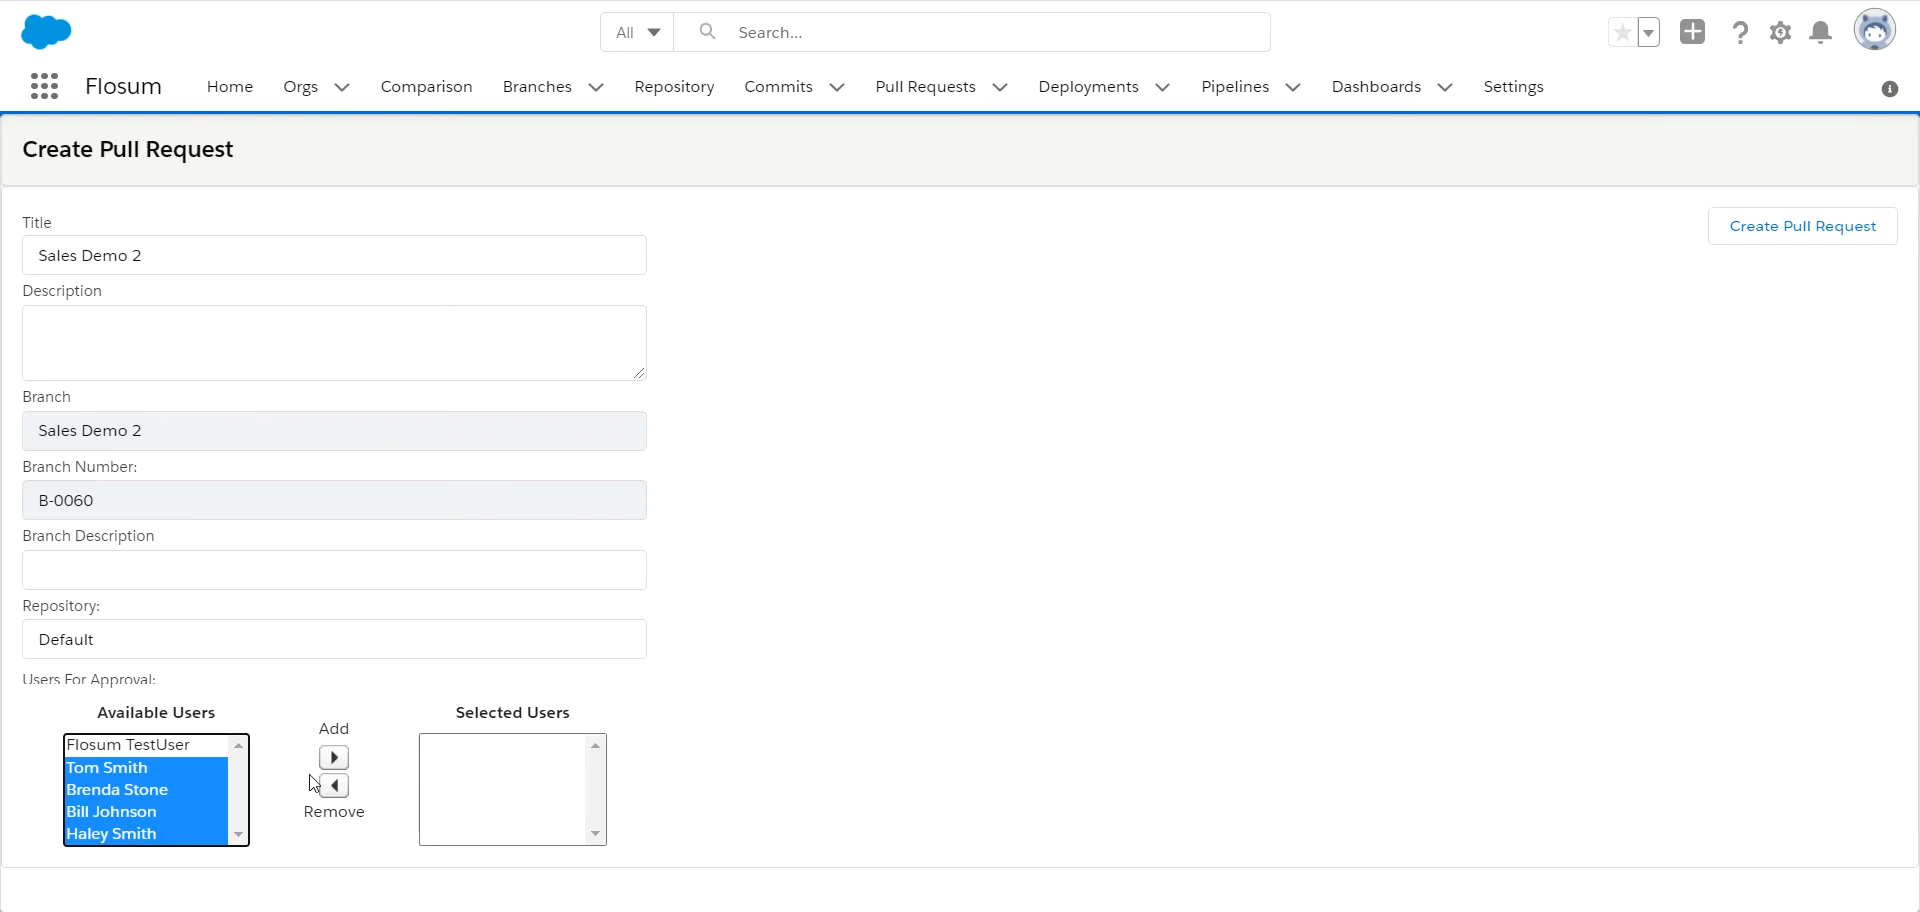 All
Search...
Flosum
Home
Orgs
Comparison
Branches
Repository
Commits
Pull Requests
Deployments
Pipelines
Dashboards
Settings
Create Pull Request
Title
Create Pull Request
Sales Demo 2
Description
Branch
Sales Demo 2
Branch Number:
B-0060
Branch Description
Repository:
Default
Users For Approval:
Available Users
Selected Users
Add
Flosum TestUser
Tom Smith
Brenda Stone
Bill Johnson
Haley Smith
Remove